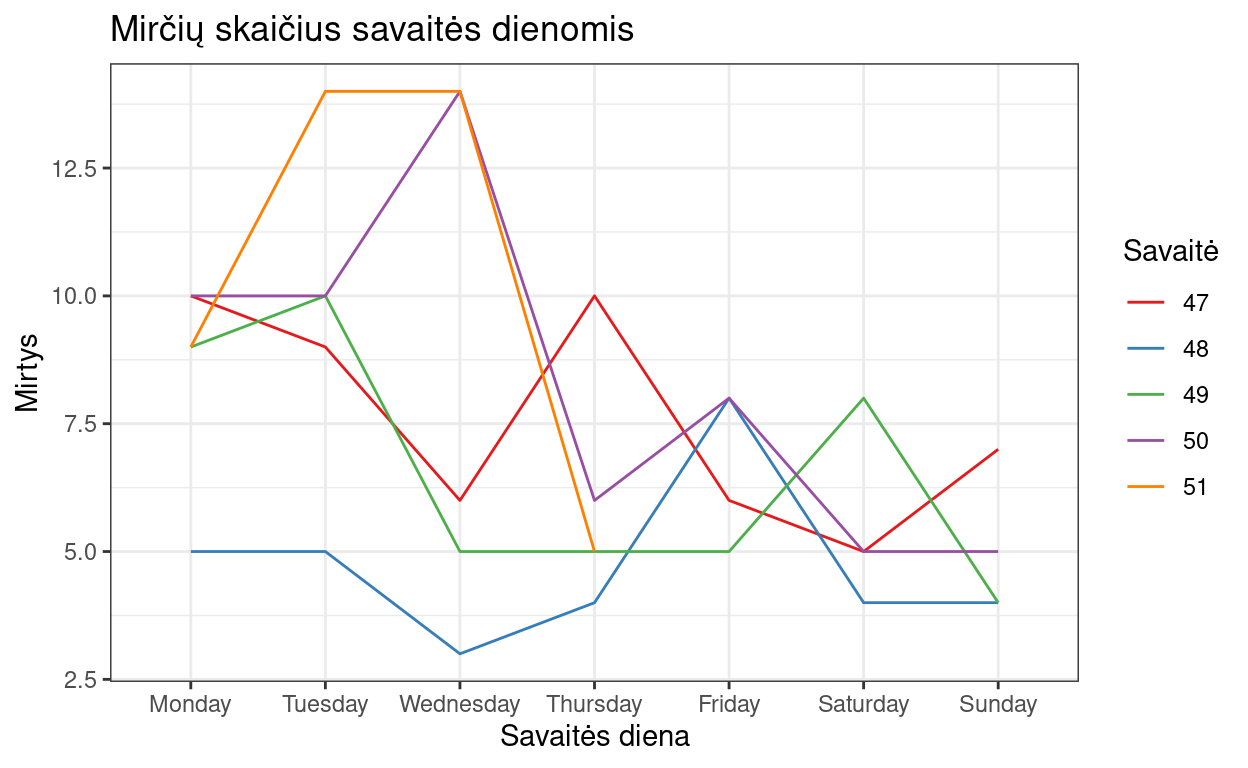 Mirčių skaičius savaitės dienomis
Mirtys
12.5
10.0
7.5
5.0
2.5
Monday Tuesday Wednesday Thursday Friday Saturday Sunday
Savaitės diena
Savaitė
47
48
49
50
51